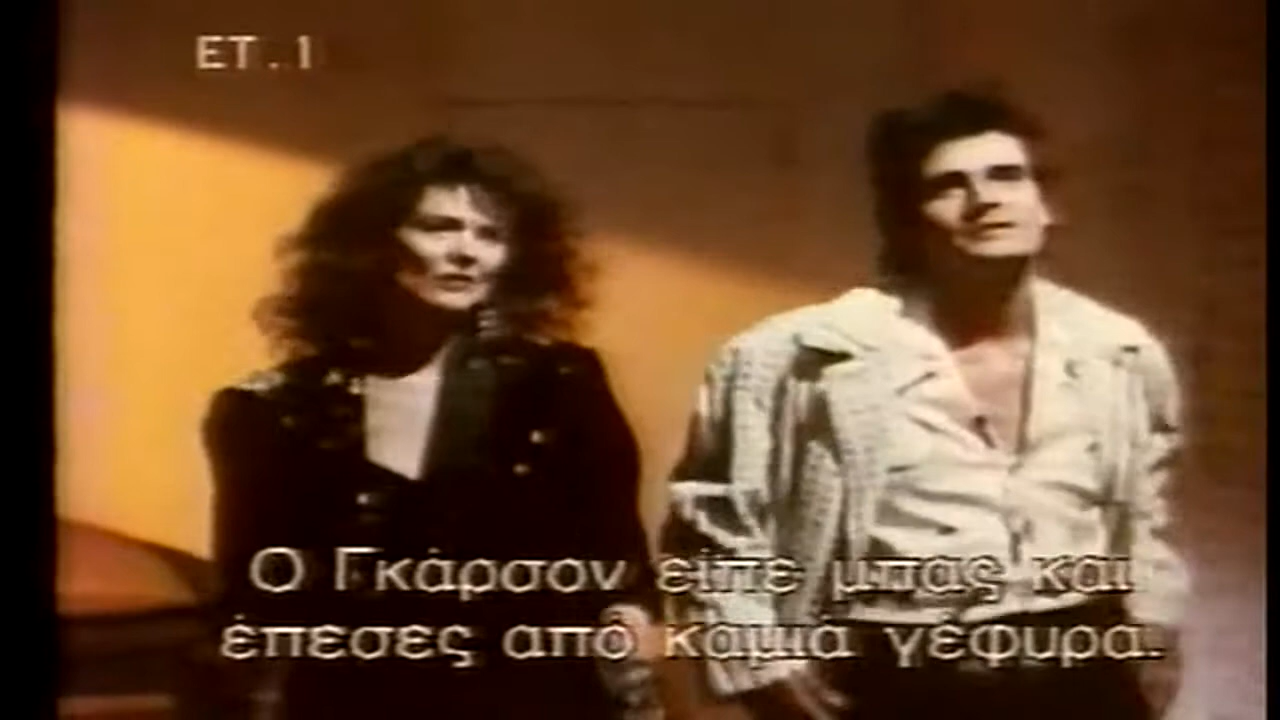 ΕΤ.1
Ο Γκάρσον είπε μπας και
έπεσες από καμιά γέφυρα.